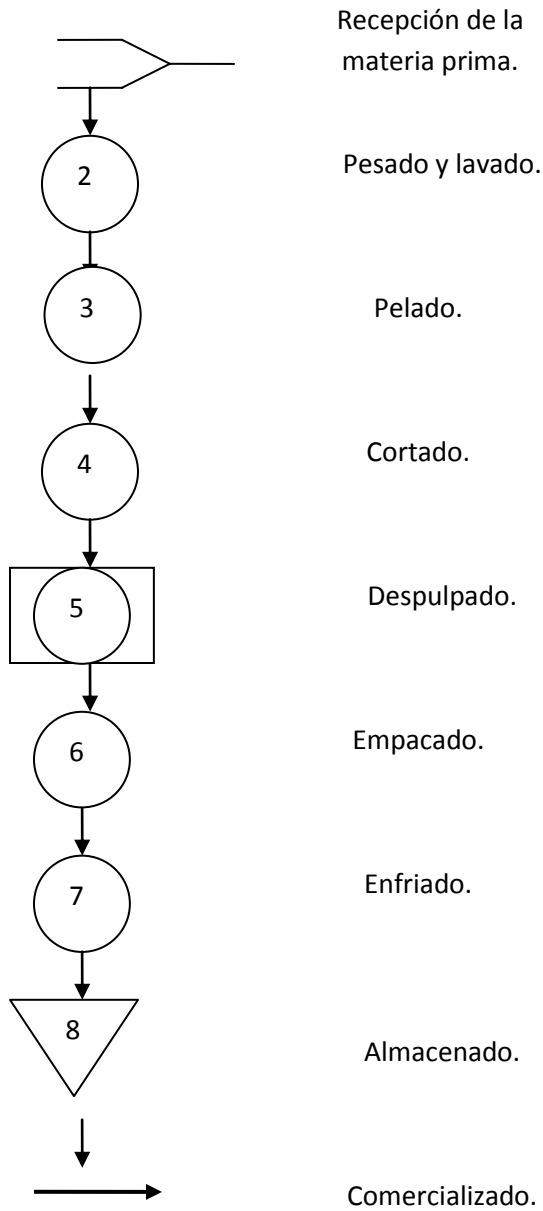 Recepción de la
materia prima.
2
Pesado y lavado.
3
Pelado.
4
Cortado.
5
Despulpado.
6
Empacado.
7
Enfriado.
8
Almacenado.
Comercializado.